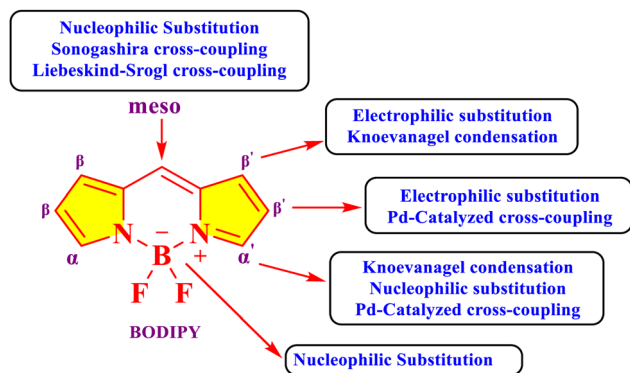 Nucleophilic Substitution
Sonogashira cross-coupling
Liebeskind-Srogl cross-coupling
meso
Electrophilic substitution
Knoevanagel condensation
β
β'
β
β'
Electrophilic substitution
Pd-Catalyzed cross-coupling
N
−
N
α
B
+
α'
Knoevanagel condensation
Nucleophilic substitution
Pd-Catalyzed cross-coupling
F
F
BODIPY
Nucleophilic Substitution